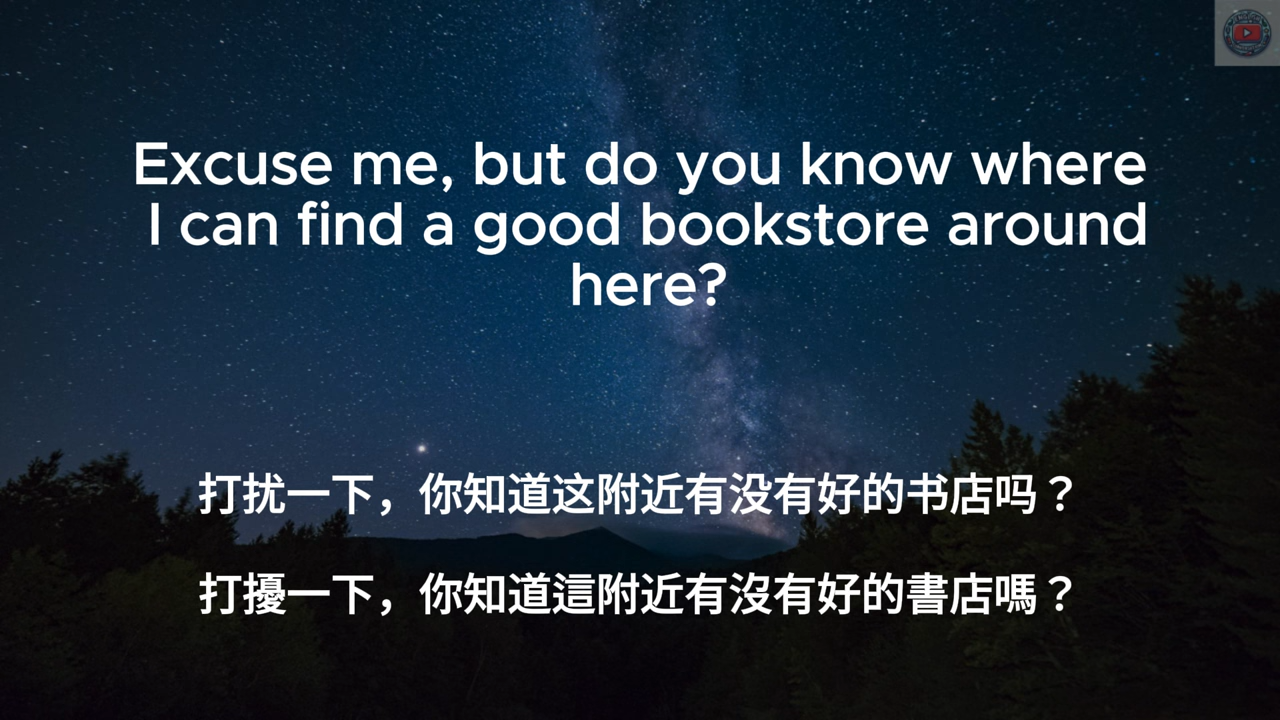 Excuse me, but do you know where
I can find a good bookstore around
here?
打扰一下，你知道这附近有没有好的书店吗？
打擾一下，你知道這附近有沒有好的書店嗎？